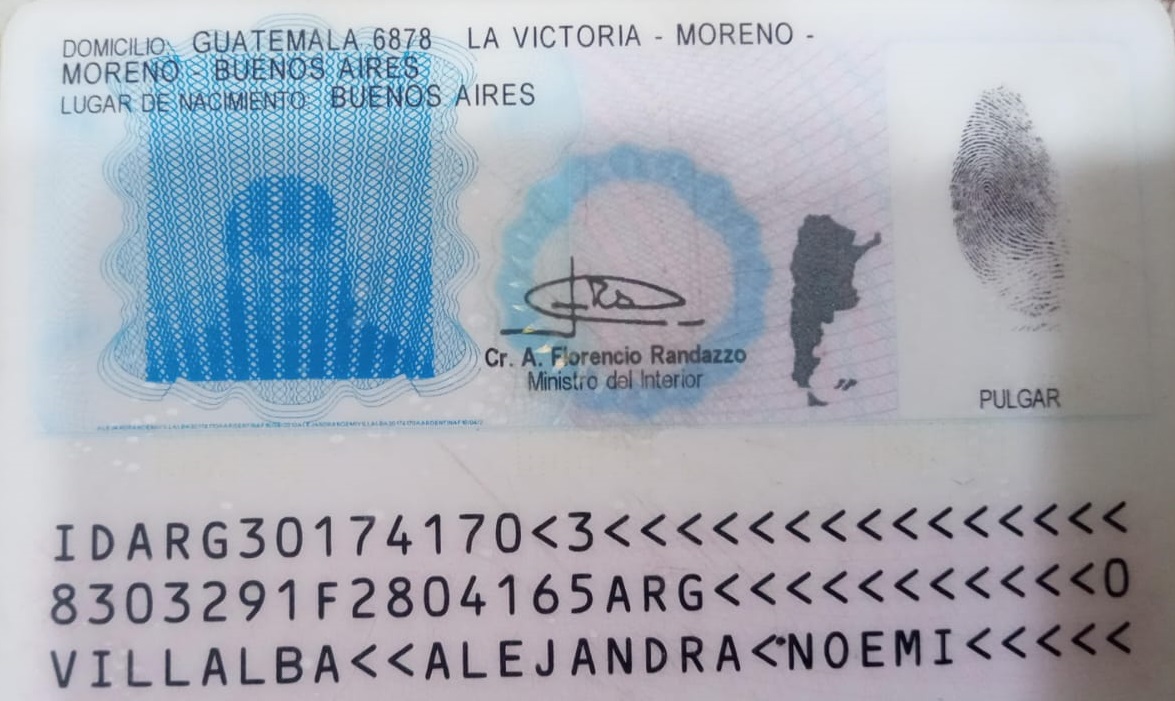 DOMICILIO: GUATEMALA 6878 LA VICTORIA - MORENO -
MORENO - BUENOS AIRES
LUGAR DE NACIMIENTO: BUENOS AIRES
Cr. A. Florencio Randazzo
Ministro del Interior
PULGAR
IDARG30174170<3<<<<<<<<<<<<<<<
8303291F2804165ARG<<<<<<<<<<<0
VILLALBA<<ALEJANDRA<NOEMI<<<<<